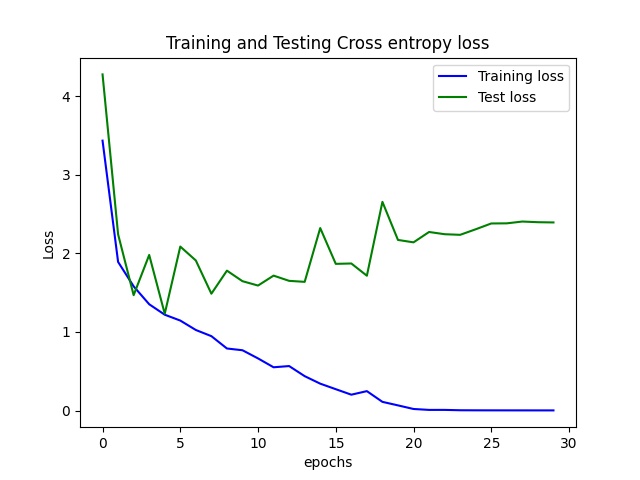 Training and Testing Cross entropy loss
Training loss
Test loss
4
3
2
1
0
Loss
0 5 10 15 20 25 30
epochs